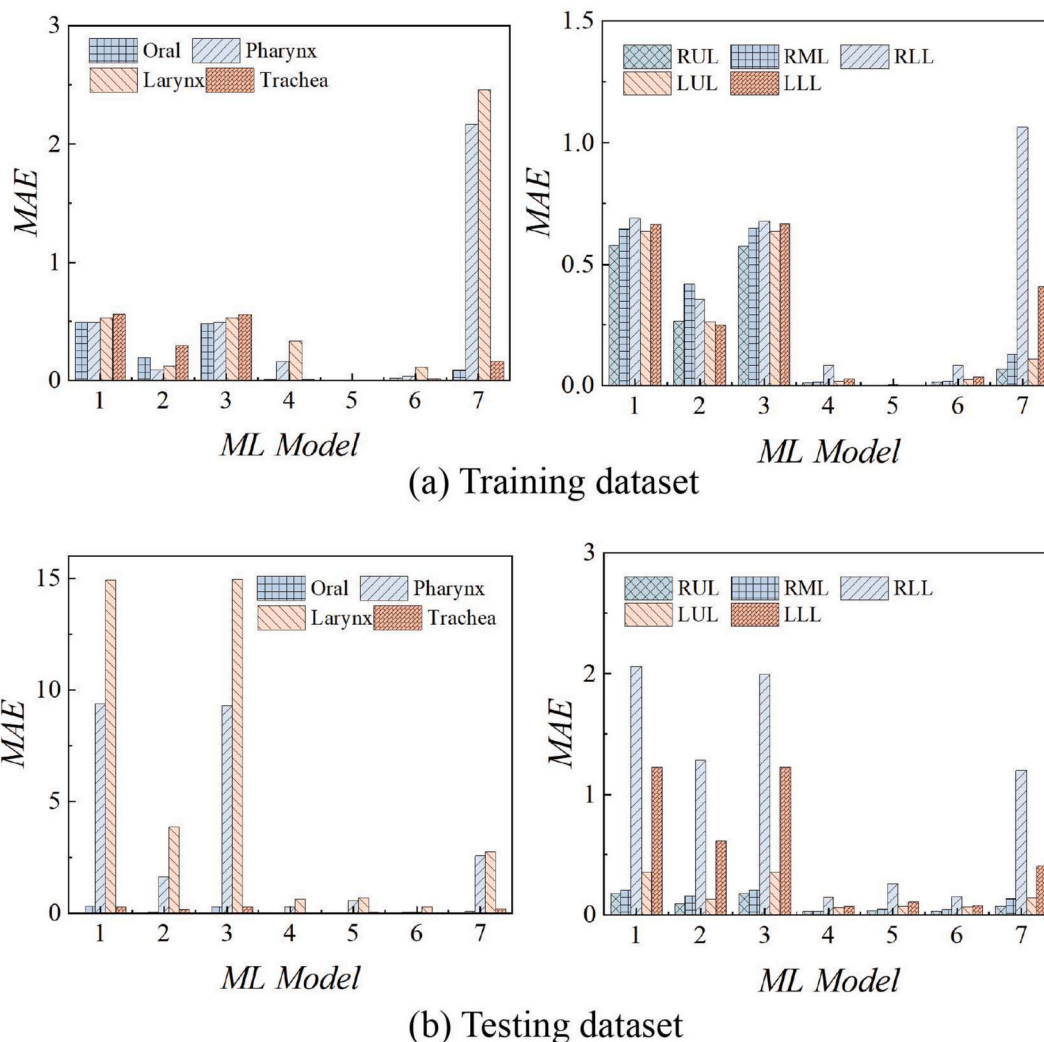 3
2
1
0
MAE
Oral Pharynx
Larynx Trachea
1 2 3 4 5 6 7
ML Model
1.5
1.0
0.5
0.0
MAE
RUL RML RLL
LUL LLL
1 2 3 4 5 6 7
ML Model
(a) Training dataset
15
10
5
0
MAE
Oral Pharynx
Larynx Trachea
1 2 3 4 5 6 7
ML Model
3
2
1
0
MAE
RUL RML RLL
LUL LLL
1 2 3 4 5 6 7
ML Model
(b) Testing dataset